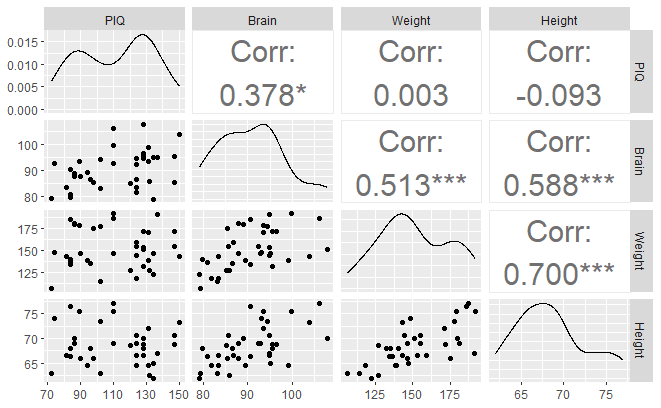 PIQ Brain Weight Height
0.015 Corr: Corr: Corr: PIQ
0.010
0.005 0.378* 0.003 -0.093
0.000
100 Corr: Corr: Brain
90
80 0.513*** 0.588***
175 Corr: Weight
150
125 0.700***
75 Height
70
65
70 90 110 130 150 80 90 100 125 150 175 65 70 75